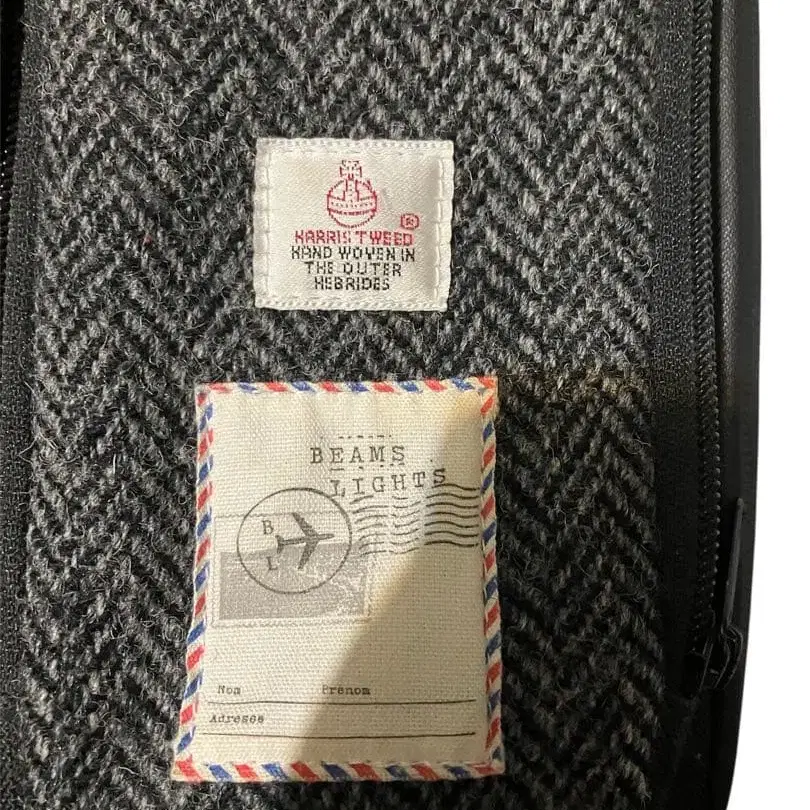 ®
HARRIS TWEED
HAND WOVEN IN
THE OUTER
HEBRIDES
BEAMS
LIGHTS
B
L
Nom Prenom
Adresse